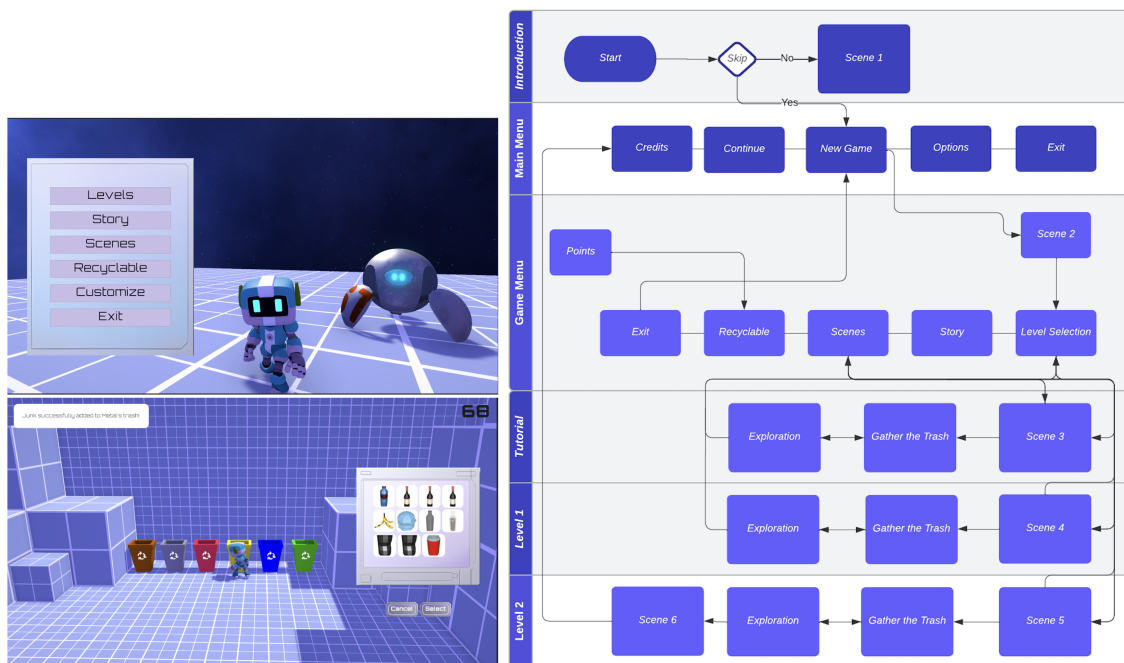 Levels
Story
Scenes
Recyclable
Customize
Exit
Junk successfully added to Metal's trash!
68
Cancel
Select
Introduction
Start
Skip
No
Scene 1
Yes
Main Menu
Credits
Continue
New Game
Options
Exit
Game Menu
Points
Scene 2
Exit
Recyclable
Scenes
Story
Level Selection
Tutorial
Exploration
Gather the Trash
Scene 3
Level 1
Exploration
Gather the Trash
Scene 4
Level 2
Scene 6
Exploration
Gather the Trash
Scene 5